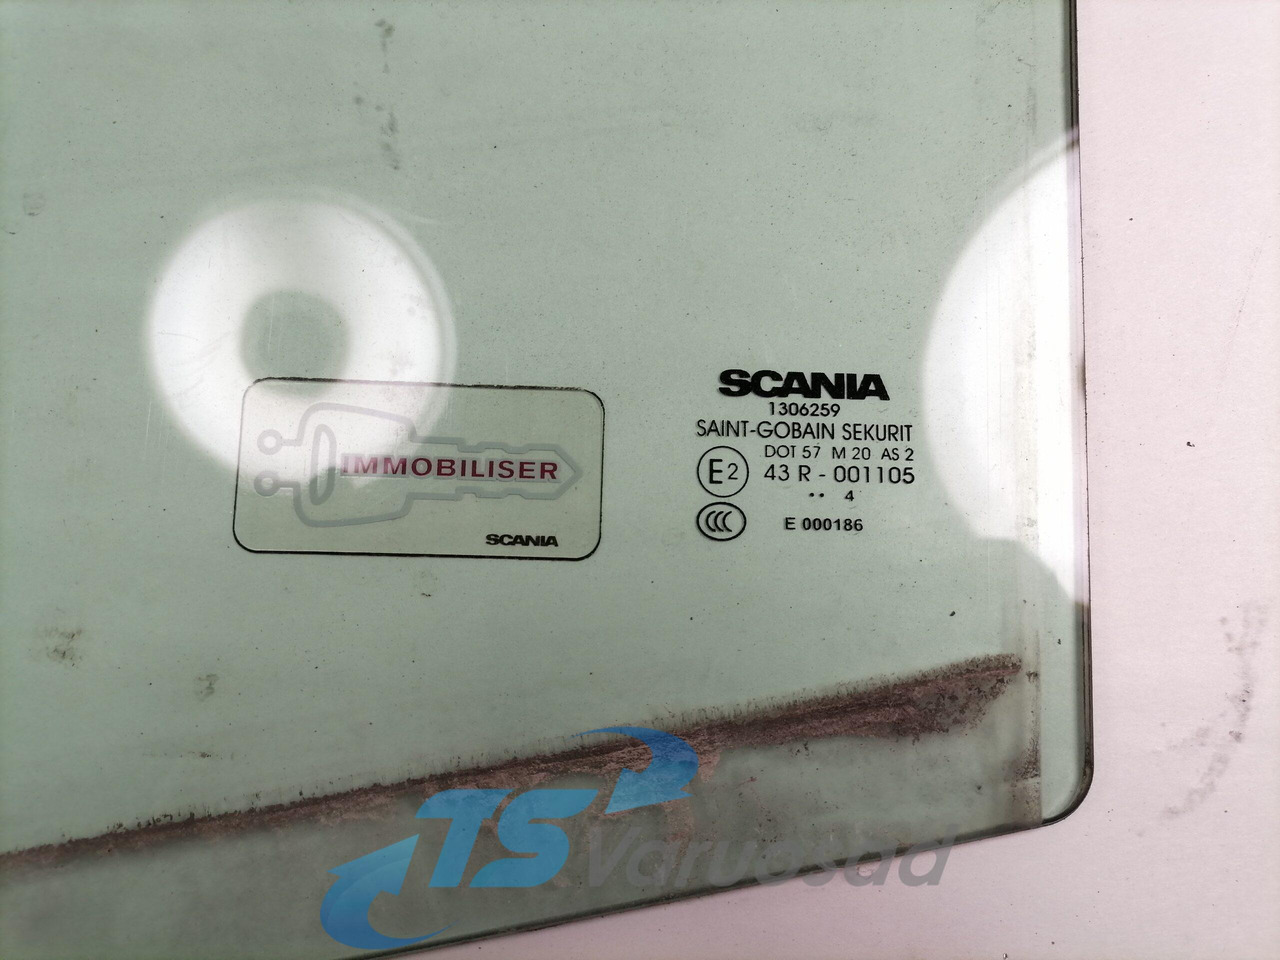 SCANIA
1306259
SAINT-GOBAIN SEKURIT
DOT 57 M 20 AS 2
E2 43 R - 001105
·· 4
CCC E 000186
IMMOBILISER
SCANIA
TS Varuosad